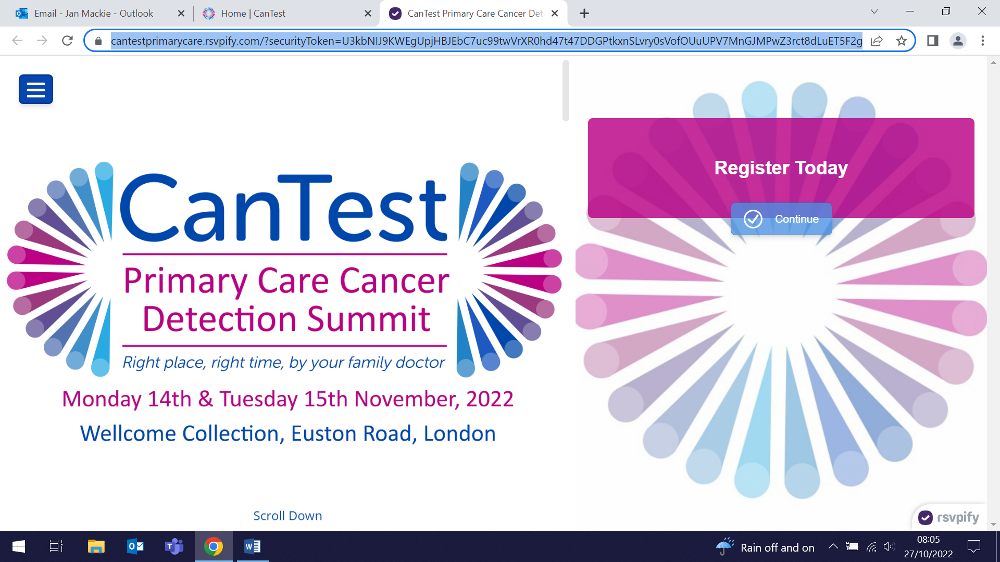 Email - Jan Mackie - Outlook
Home | CanTest
CanTest Primary Care Cancer Det
cantestprimarycare.rsvpify.com/?securityToken=U3kbNIJ9KWEgUpjHBJEbC7uc99twVrXR0hd47t47DDGPtkxnSLvry0sVofOUuUPV7MnGJMPwZ3rct8dLuET5F2g
CanTest
Primary Care Cancer
Detection Summit
Right place, right time, by your family doctor
Monday 14th & Tuesday 15th November, 2022
Wellcome Collection, Euston Road, London
Scroll Down
Register Today
Continue
rsvpify
Rain off and on
08:05
27/10/2022